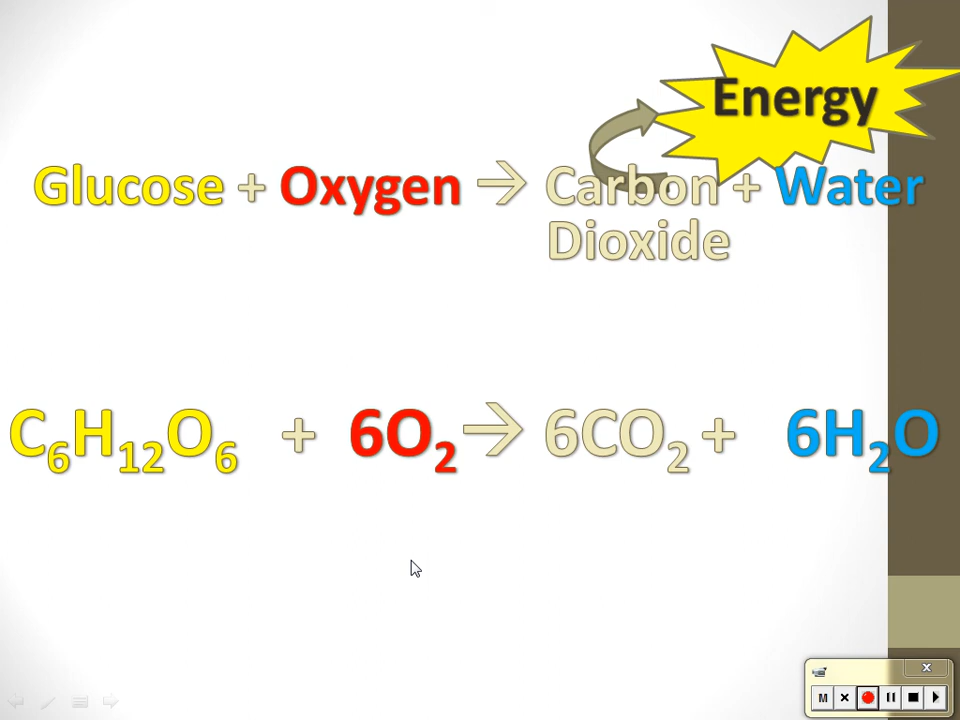 Energy
Glucose + Oxygen → Carbon + Water
Dioxide
C₆H₁₂O₆ + 6O₂ → 6CO₂ + 6H₂O
M